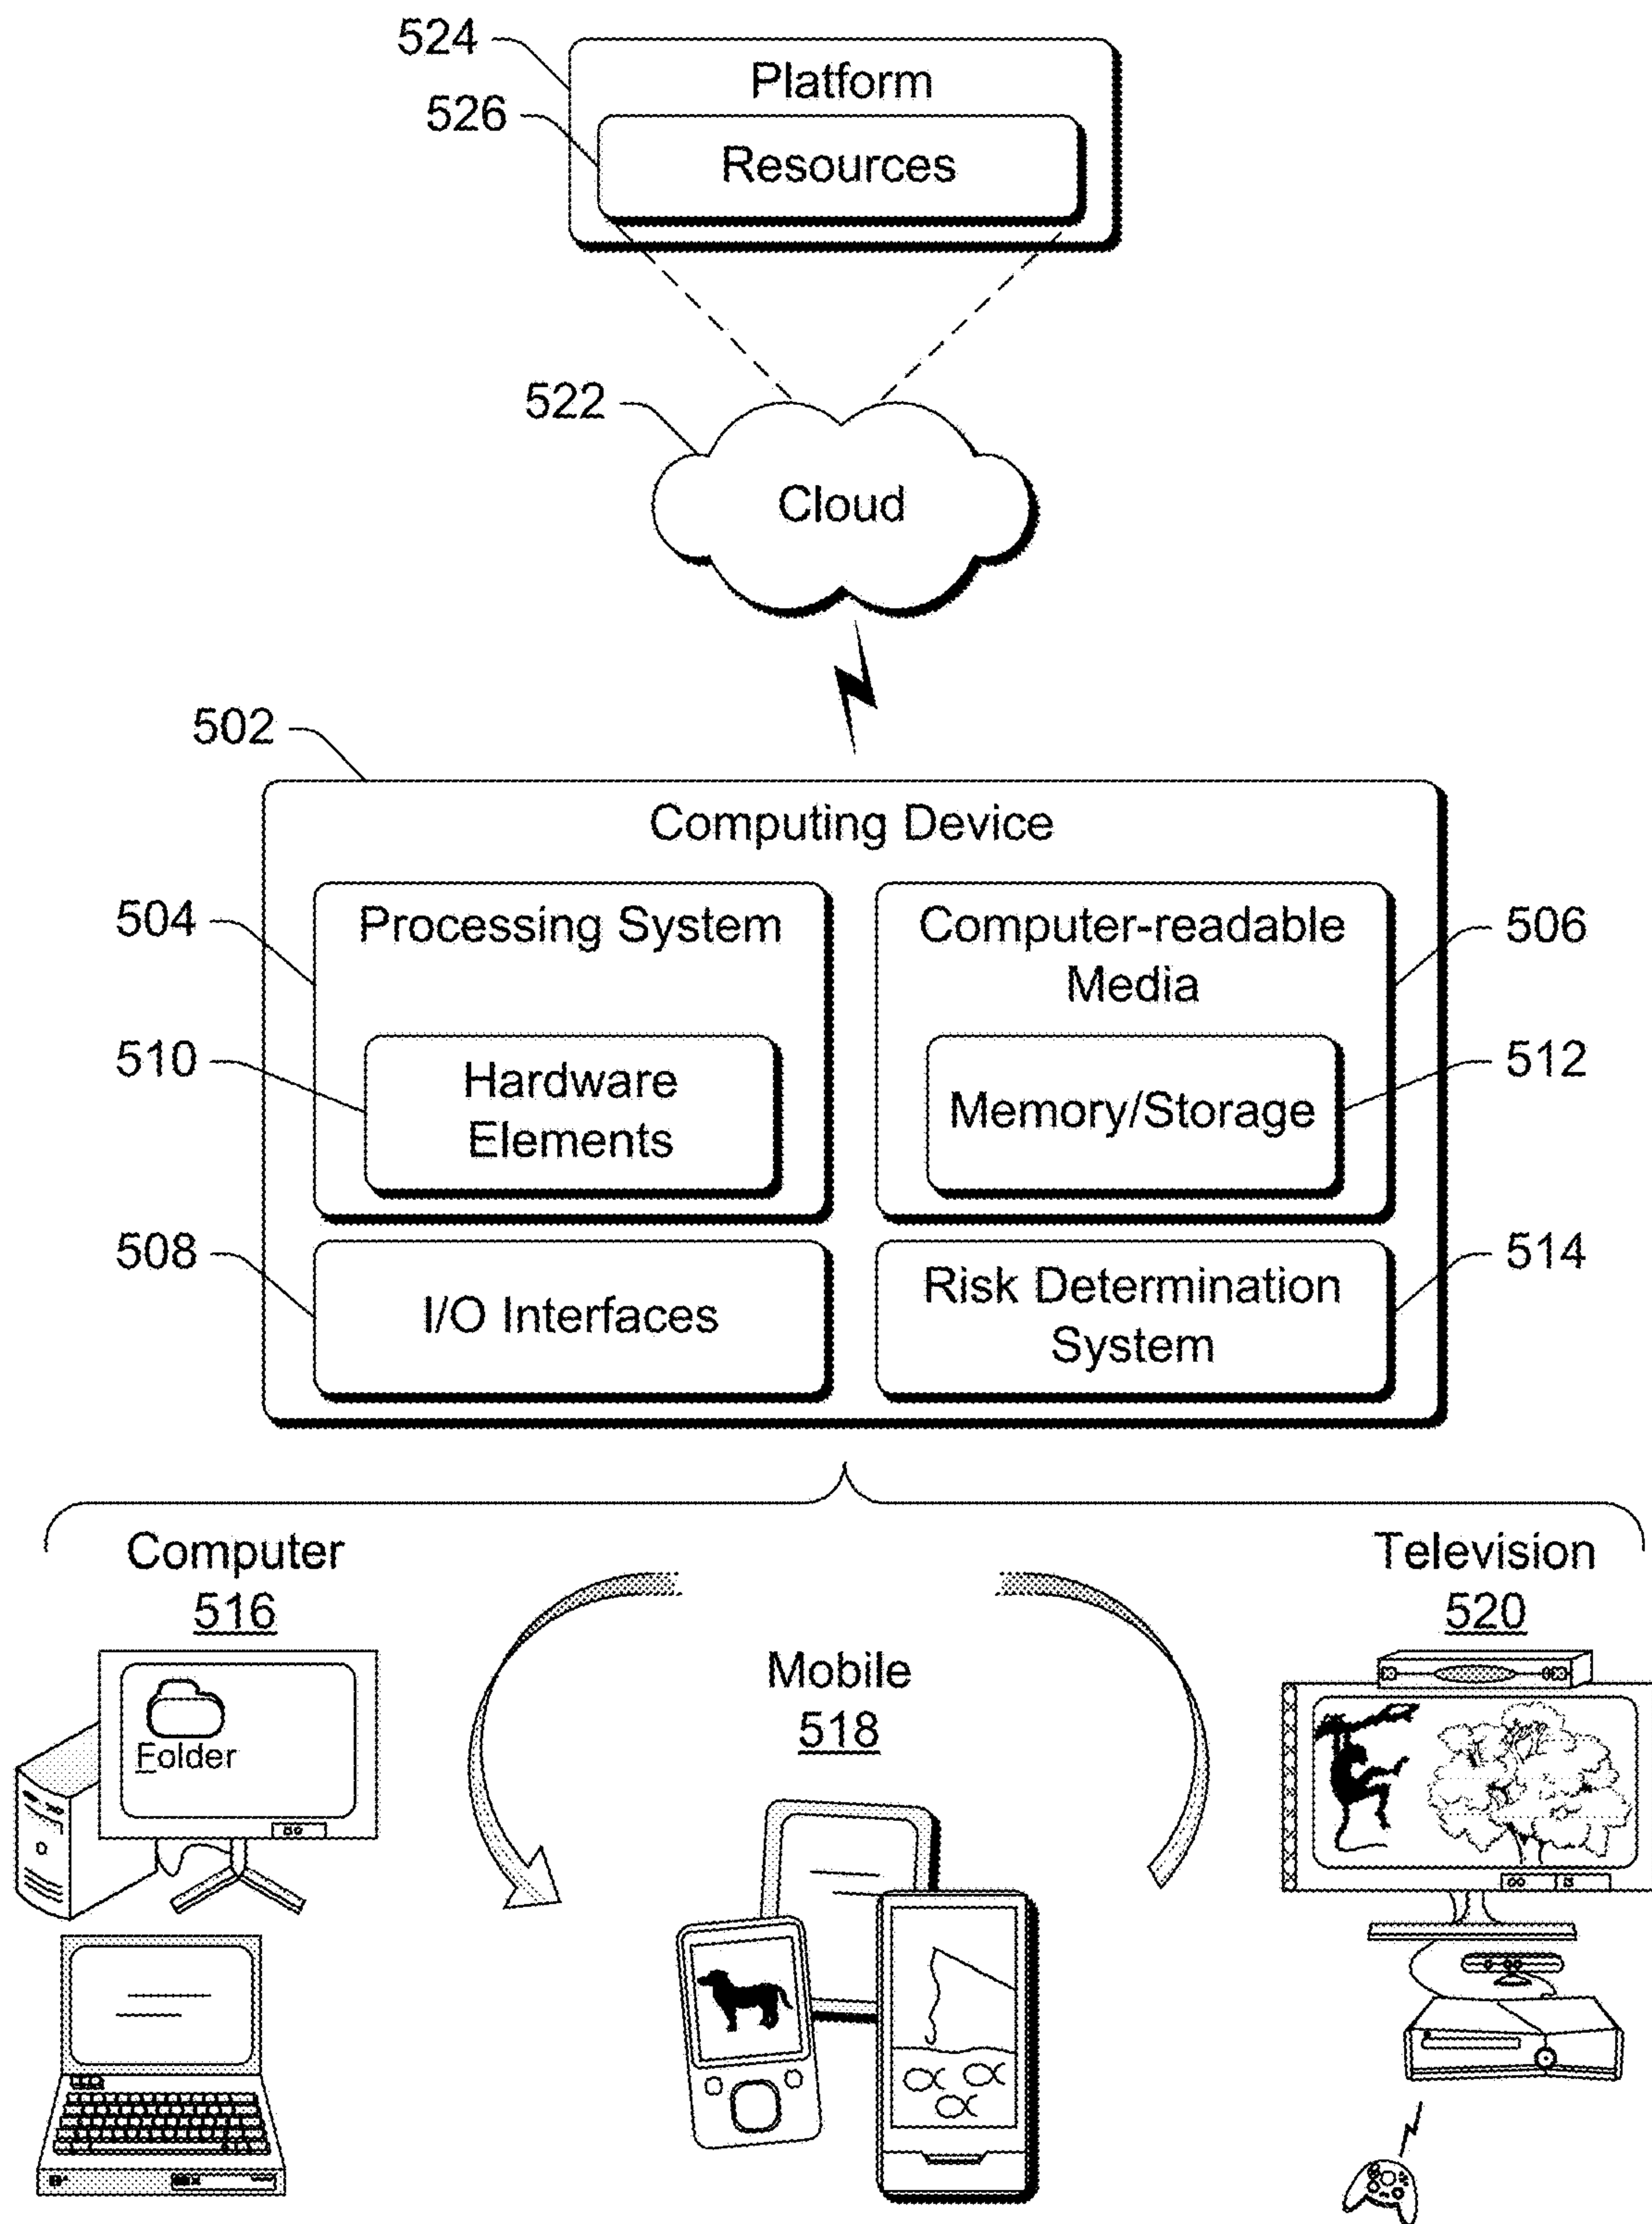 524
Platform
526
Resources
522
Cloud
502
Computing Device
504
Processing System
Computer-readable
Media
506
510
Hardware
Elements
Memory/Storage
512
508
I/O Interfaces
Risk Determination
System
514
Computer
516
Folder
Mobile
518
Television
520